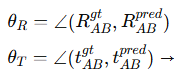 θ_R = ∠(R_{AB}^{gt}, R_{AB}^{pred})
θ_T = ∠(t_{AB}^{gt}, t_{AB}^{pred}) →